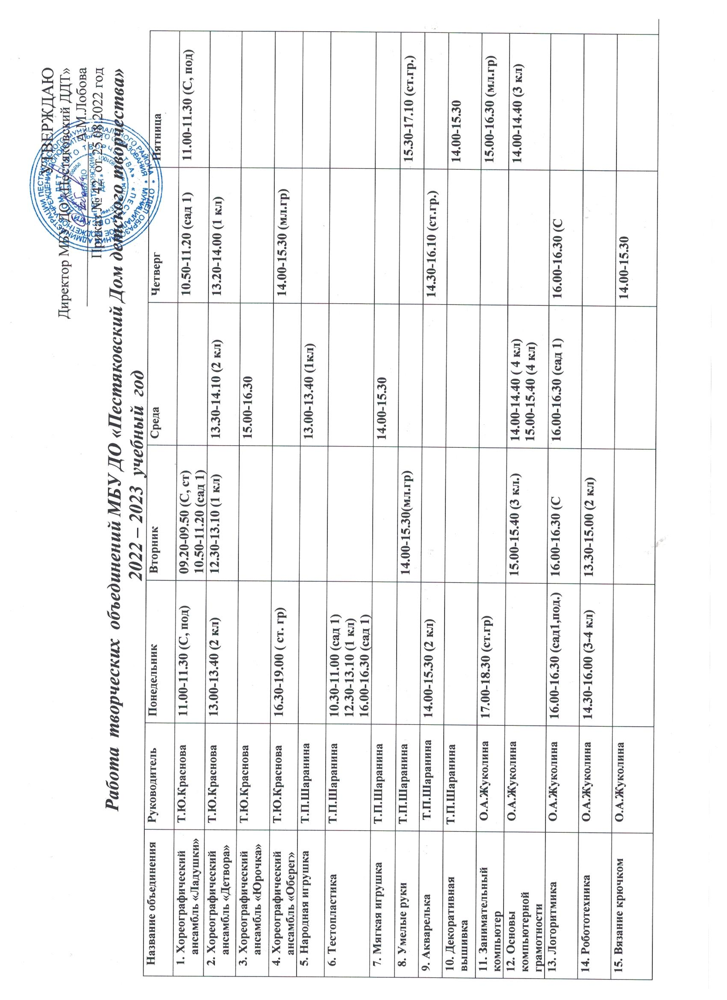 УТВЕРЖДАЮ
Директор МБУ ДО «Пестяковский ДДТ»
А.М.Лобова
Приказ № 42 от 25.08.2022 год
Работа творческих объединений МБУ ДО «Пестяковский Дом детского творчества»
2022 – 2023 учебный год
Название объединения Руководитель Понедельник Вторник Среда Четверг Пятница
1. Хореографический Т.Ю.Краснова 11.00-11.30 (С, под) 09.20-09.50 (С, ст) 10.50-11.20 (сад 1) 11.00-11.30 (С, под)
ансамбль «Ладушки» 10.50-11.20 (сад 1)
2. Хореографический Т.Ю.Краснова 13.00-13.40 (2 кл) 12.30-13.10 (1 кл) 13.30-14.10 (2 кл) 13.20-14.00 (1 кл)
ансамбль «Детвора»
3. Хореографический Т.Ю.Краснова 15.00-16.30
ансамбль «Юрочка»
4. Хореографический Т.Ю.Краснова 16.30-19.00 ( ст. гр) 14.00-15.30 (мл.гр)
ансамбль «Оберег»
5. Народная игрушка Т.П.Шаранина 13.00-13.40 (1кл)
6. Тестопластика Т.П.Шаранина 10.30-11.00 (сад 1)
12.30-13.10 (1 кл)
16.00-16.30 (сад 1)
7. Мягкая игрушка Т.П.Шаранина 14.00-15.30
8. Умелые руки Т.П.Шаранина 14.00-15.30(мл.гр) 15.30-17.10 (ст.гр.)
9. Акварелька Т.П.Шаранина 14.00-15.30 (2 кл) 14.30-16.10 (ст.гр.)
10. Декоративная Т.П.Шаранина 14.00-15.30
вышивка
11. Занимательный О.А.Жуколина 17.00-18.30 (ст.гр) 15.00-16.30 (мл.гр)
компьютер
12. Основы О.А.Жуколина 15.00-15.40 (3 кл.) 14.00-14.40 ( 4 кл) 14.00-14.40 (3 кл)
компьютерной 15.00-15.40 (4 кл)
грамотности
13. Логоритмика О.А.Жуколина 16.00-16.30 (сад1,под.) 16.00-16.30 (С 16.00-16.30 (сад 1) 16.00-16.30 (С
14. Робототехника О.А.Жуколина 14.30-16.00 (3-4 кл) 13.30-15.00 (2 кл)
15. Вязание крючком О.А.Жуколина 14.00-15.30